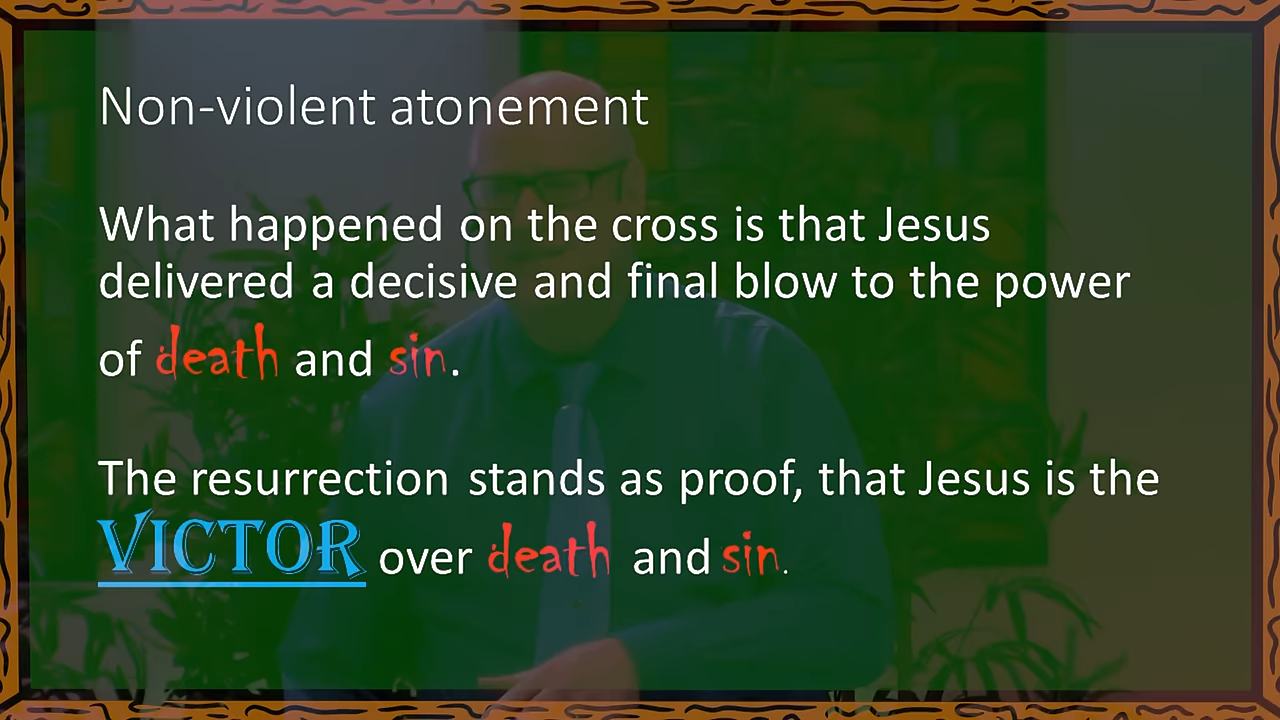 Non-violent atonement
What happened on the cross is that Jesus
delivered a decisive and final blow to the power
of death and sin.
The resurrection stands as proof, that Jesus is the
VICTOR over death and sin.